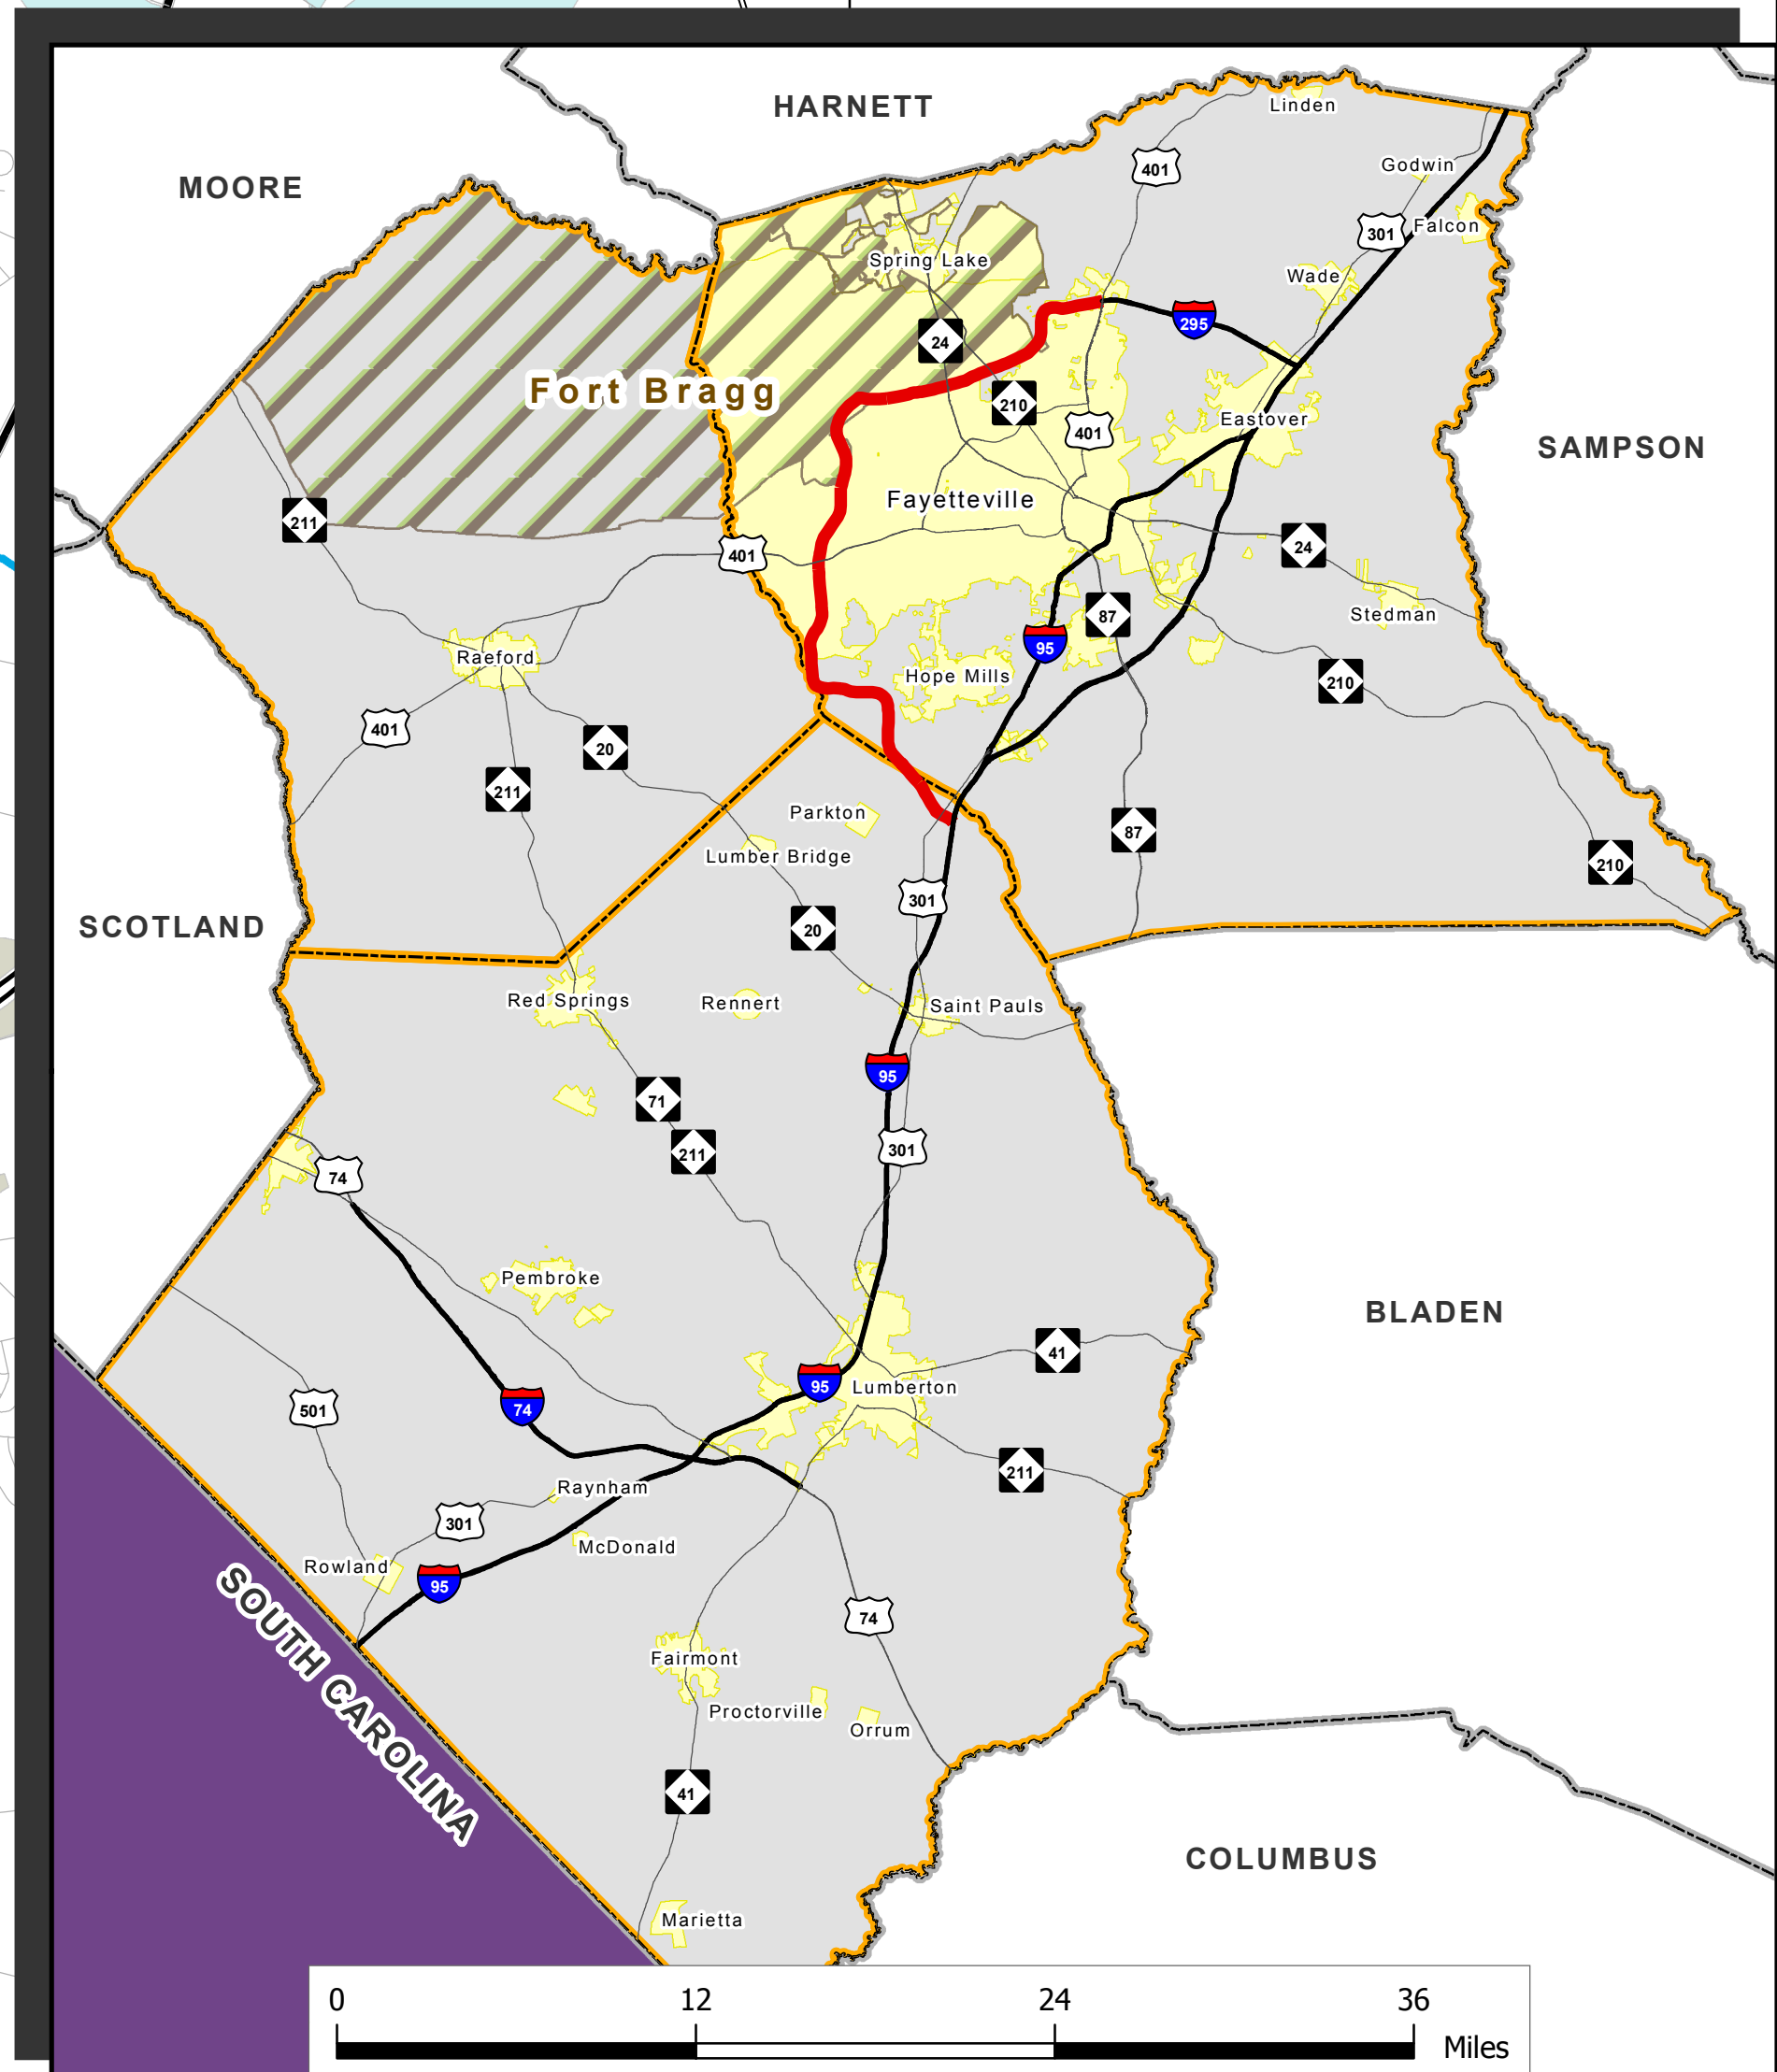 HARNETT
Linden
MOORE
401
Godwin
301
Falcon
Spring Lake
Wade
295
24
Fort Bragg
210
401
Eastover
SAMPSON
Fayetteville
211
401
24
87
Stedman
95
Raeford
Hope Mills
210
401
20
211
Parkton
87
Lumber Bridge
210
301
SCOTLAND
20
Red Springs
Rennert
Saint Pauls
95
71
301
211
74
Pembroke
BLADEN
41
95
Lumberton
74
501
211
Raynham
301
McDonald
Rowland
95
74
SOUTH CAROLINA
Fairmont
Proctorville
Orrum
41
COLUMBUS
Marietta
0 12 24 36
Miles